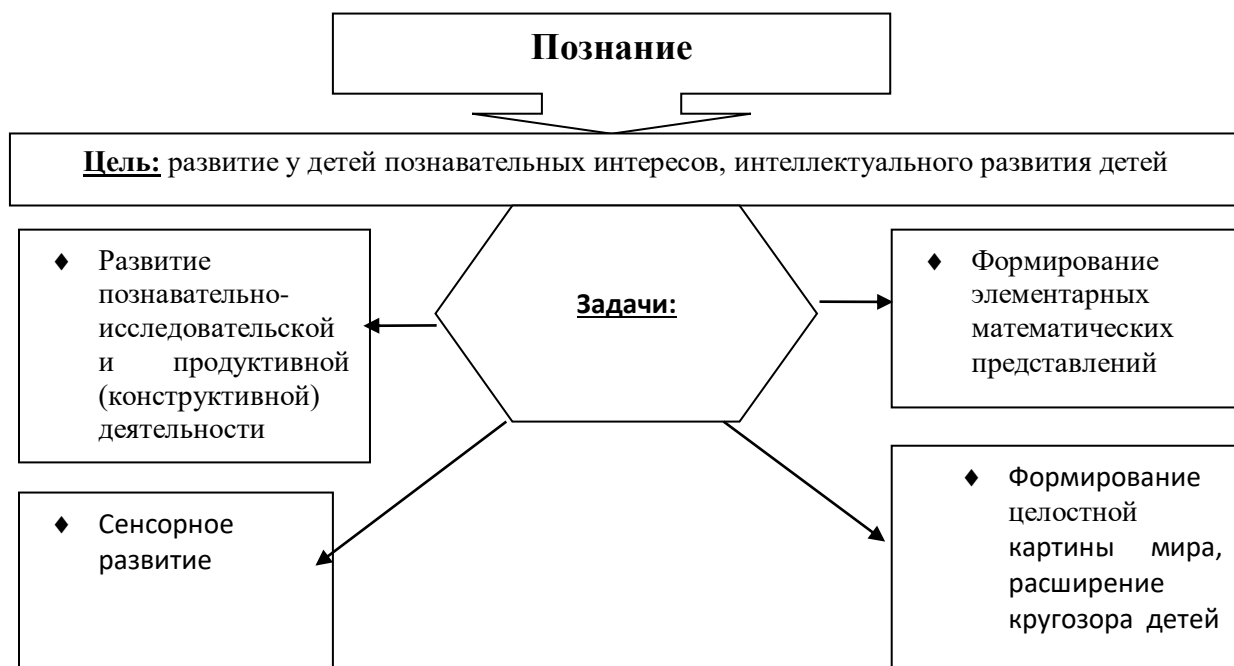 Познание
Цель: развитие у детей познавательных интересов, интеллектуального развития детей
♦ Развитие
познавательно-
исследовательской
и продуктивной
(конструктивной)
деятельности
Задачи:
♦ Формирование
элементарных
математических
представлений
♦ Сенсорное
развитие
♦ Формирование
целостной
картины мира,
расширение
кругозора детей